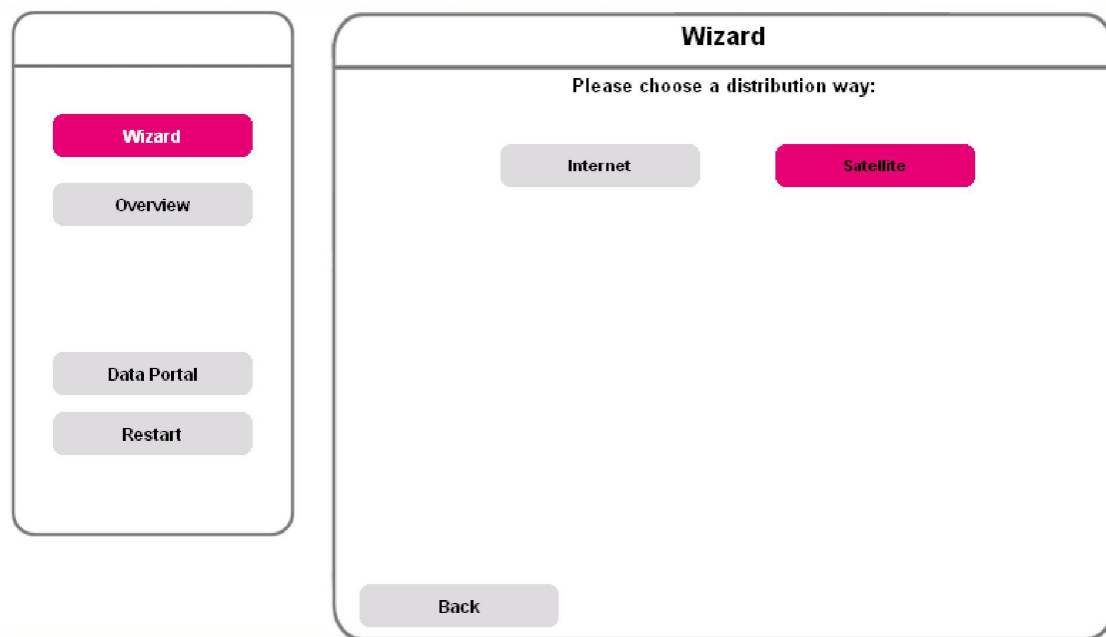 Wizard
Overview
Data Portal
Restart
Wizard
Please choose a distribution way:
Internet
Satellite
Back